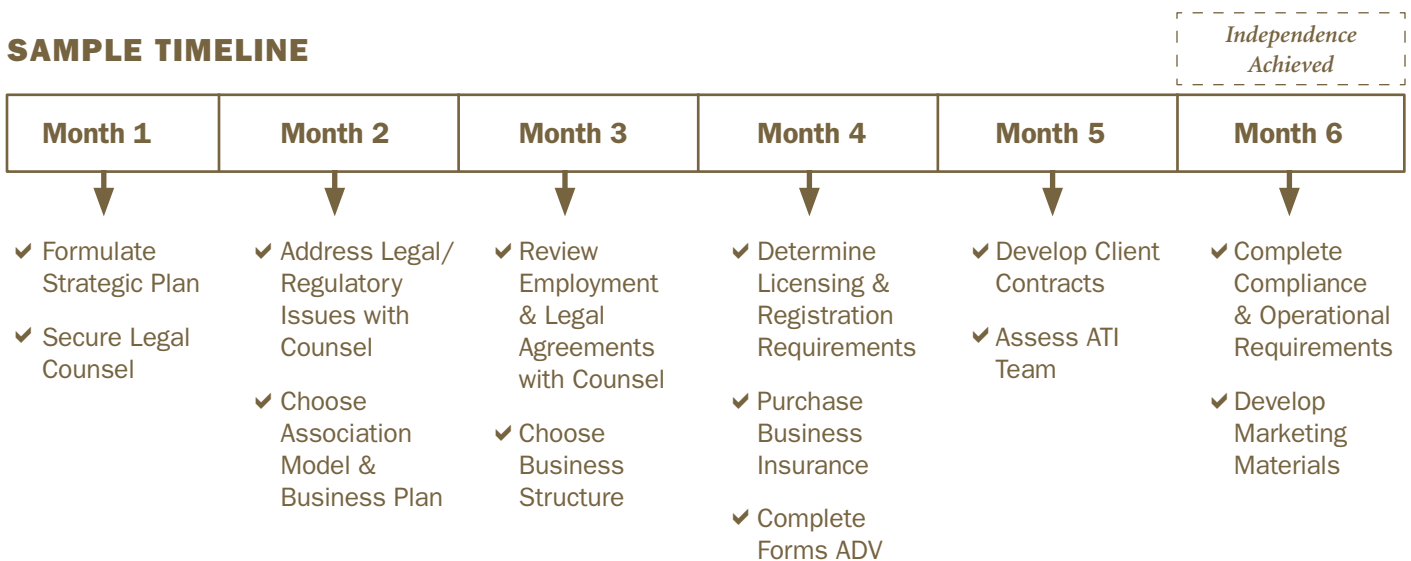 SAMPLE TIMELINE
Independence
Achieved
Month 1
Month 2
Month 3
Month 4
Month 5
Month 6
Formulate
Strategic Plan
Secure Legal
Counsel
Address Legal/
Regulatory
Issues with
Counsel
Choose
Association
Model &
Business Plan
Review
Employment
& Legal
Agreements
with Counsel
Choose
Business
Structure
Determine
Licensing &
Registration
Requirements
Purchase
Business
Insurance
Complete
Forms ADV
Develop Client
Contracts
Assess ATI
Team
Complete
Compliance
& Operational
Requirements
Develop
Marketing
Materials